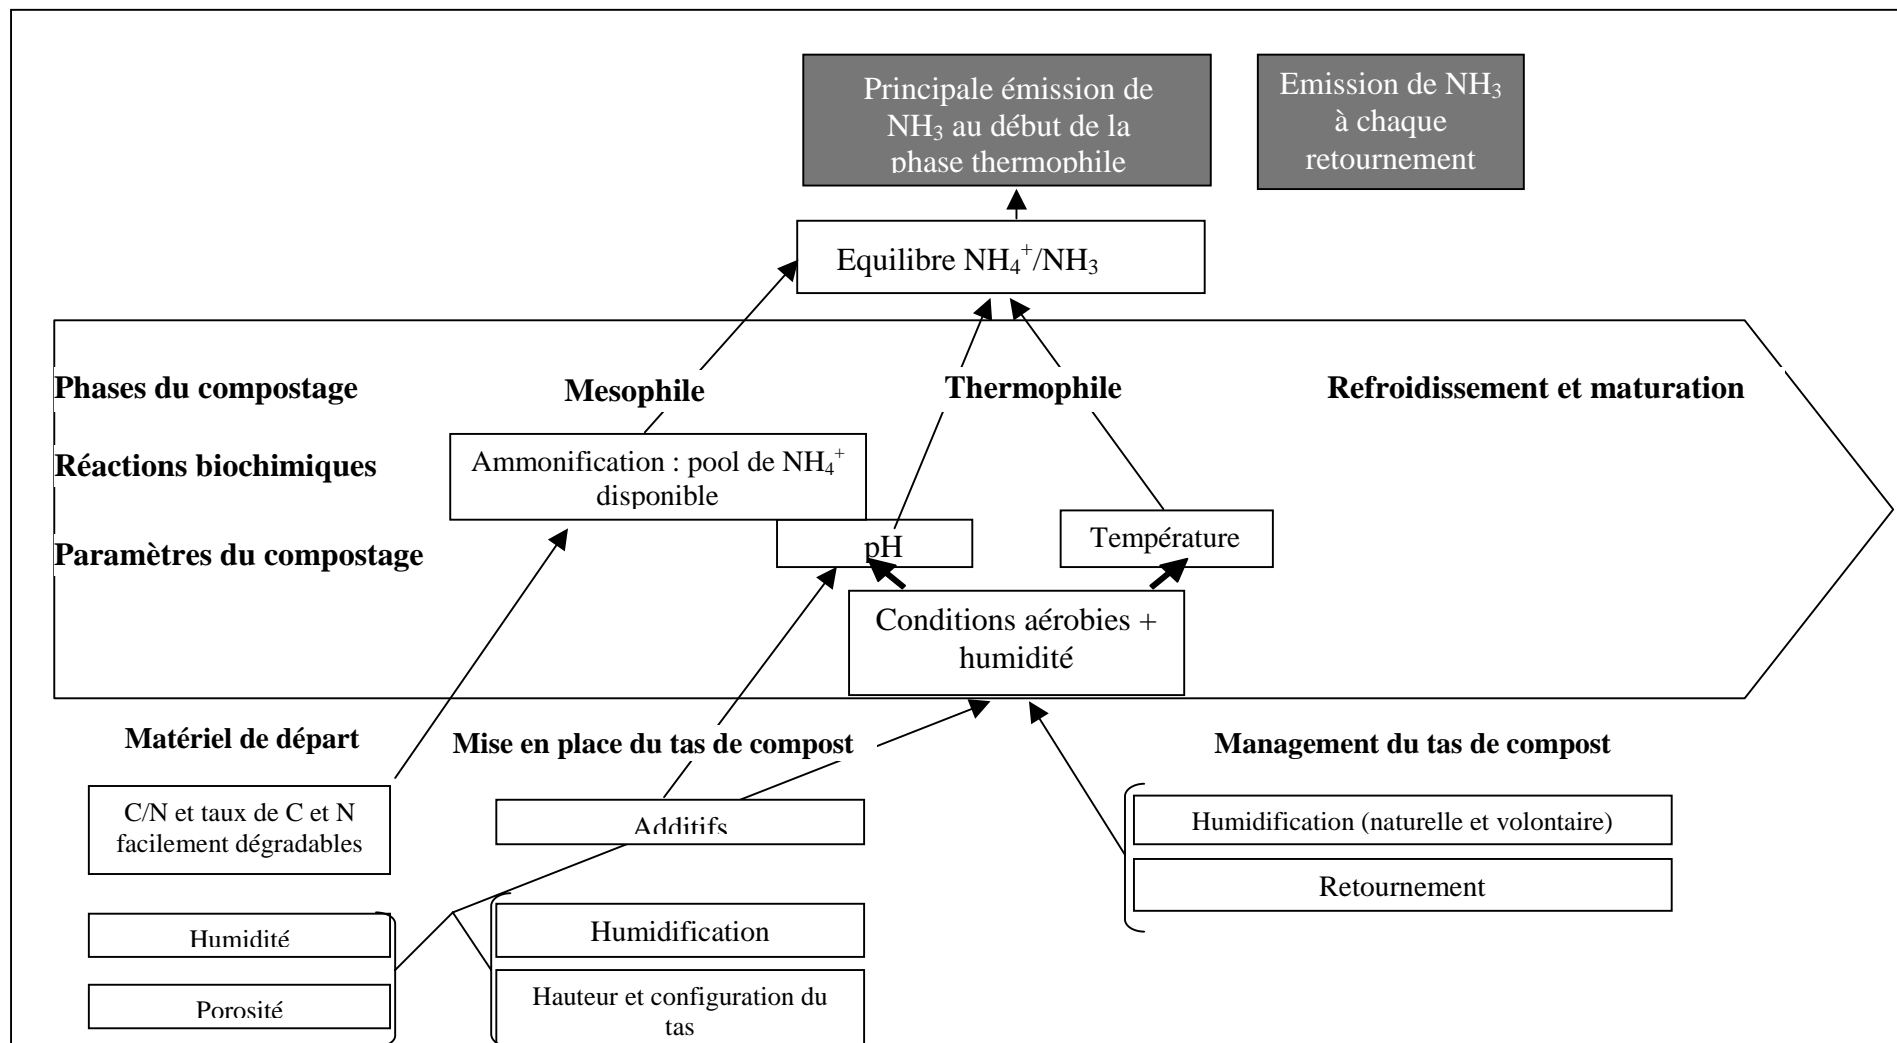 Principale émission de
NH₃ au début de la
phase thermophile
Emission de NH₃
à chaque
retournement
Equilibre NH₄⁺/NH₃
Phases du compostage
Mesophile
Thermophile
Refroidissement et maturation
Réactions biochimiques
Ammonification : pool de NH₄⁺
disponible
Paramètres du compostage
pH
Température
Conditions aérobies +
humidité
Matériel de départ
Mise en place du tas de compost
Management du tas de compost
C/N et taux de C et N
facilement dégradables
Additifs
Humidification (naturelle et volontaire)
Retournement
Humidité
Humidification
Porosité
Hauteur et configuration du
tas